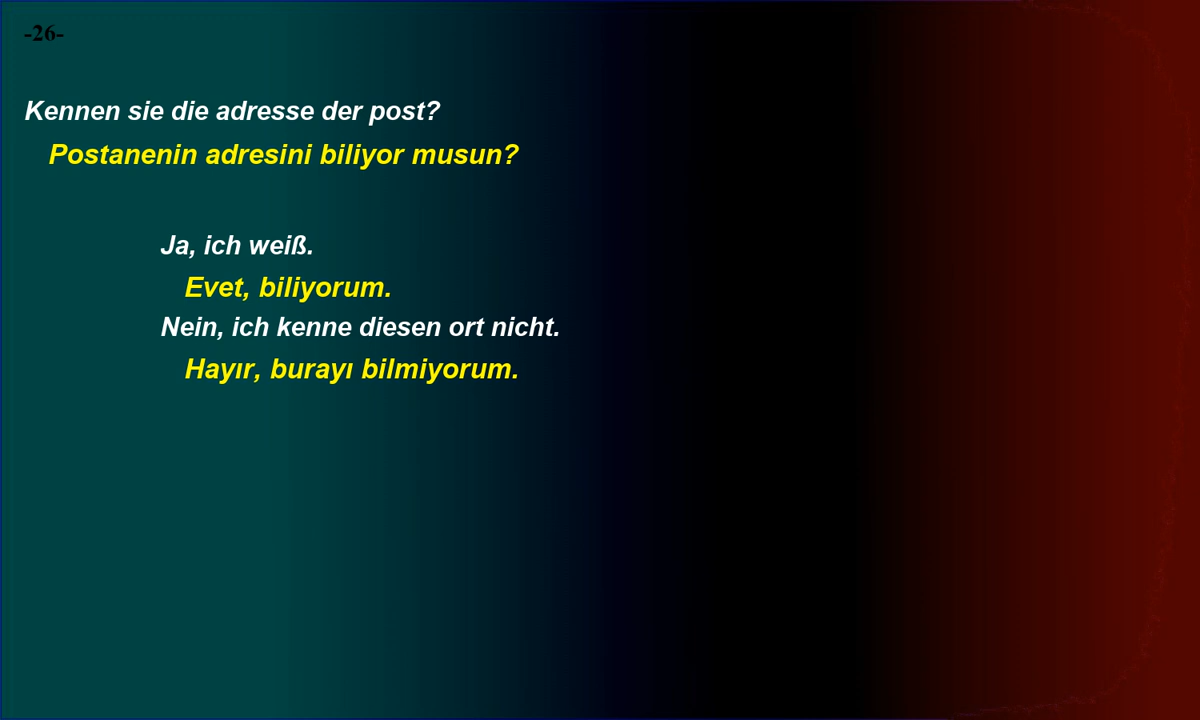 -26-
Kennen sie die adresse der post?
Postanenin adresini biliyor musun?
Ja, ich weiß.
Evet, biliyorum.
Nein, ich kenne diesen ort nicht.
Hayır, burayı bilmiyorum.